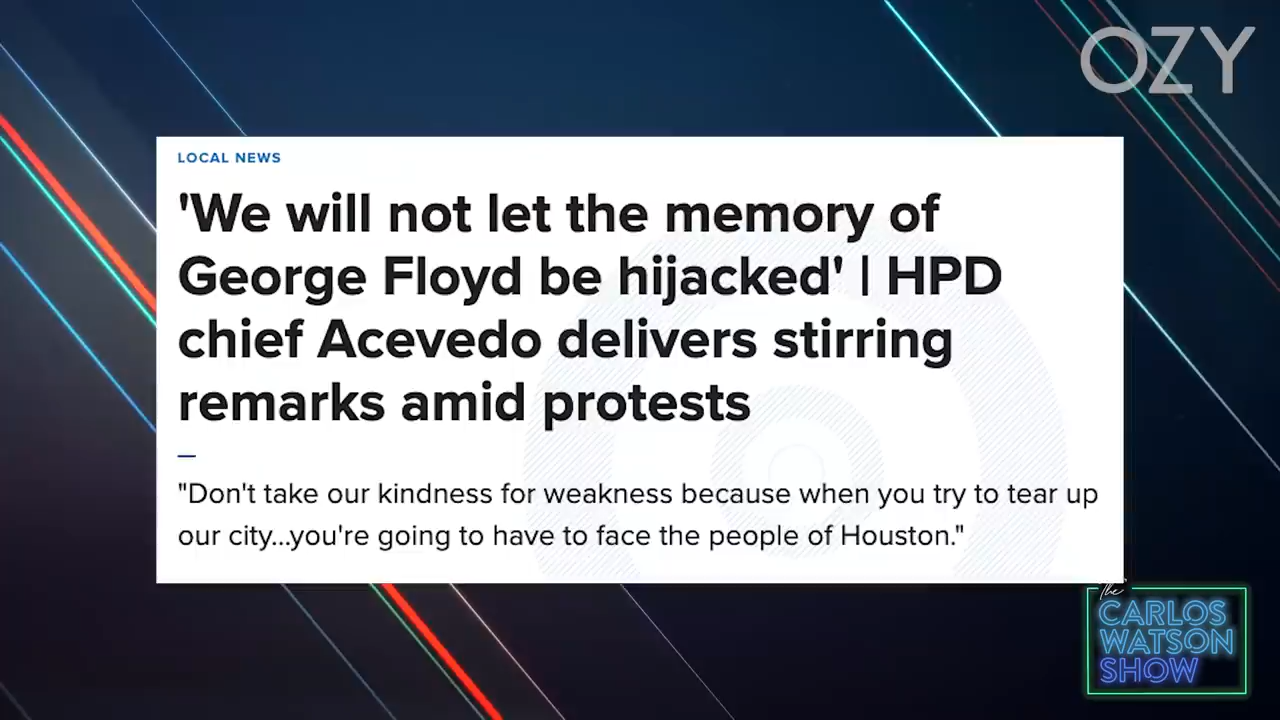 OZY
LOCAL NEWS
'We will not let the memory of
George Floyd be hijacked' | HPD
chief Acevedo delivers stirring
remarks amid protests
"Don't take our kindness for weakness because when you try to tear up
our city...you're going to have to face the people of Houston."
The
CARLOS
WATSON
SHOW